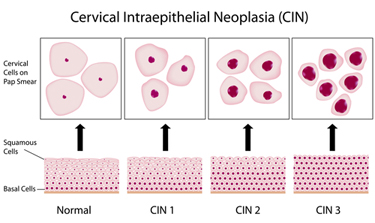 Cervical Intraepithelial Neoplasia (CIN)
Cervical
Cells on
Pap Smear
Squamous
Cells
Basal Cells
Normal
CIN 1
CIN 2
CIN 3